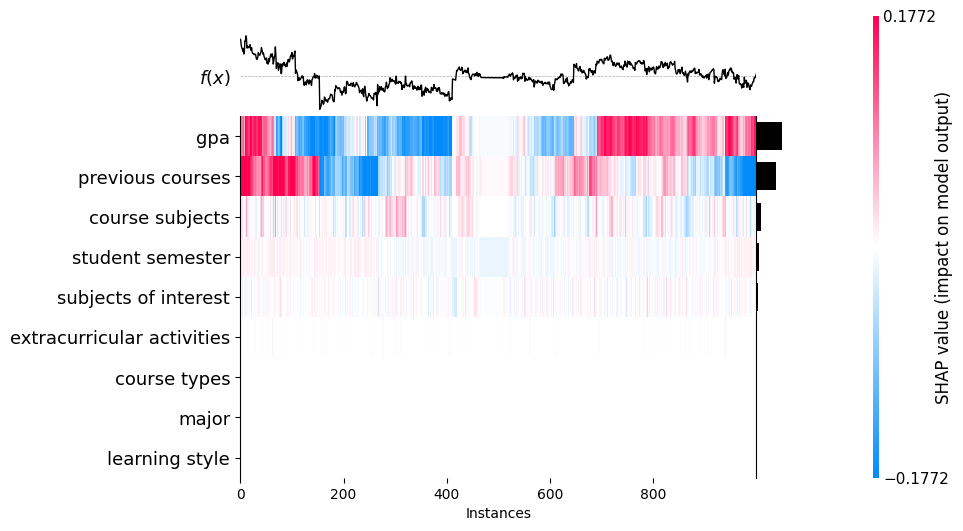 0.1772
f(x)
gpa
previous courses
course subjects
student semester
subjects of interest
extracurricular activities
course types
major
learning style
0 200 400 600 800
Instances
SHAP value (impact on model output)
−0.1772